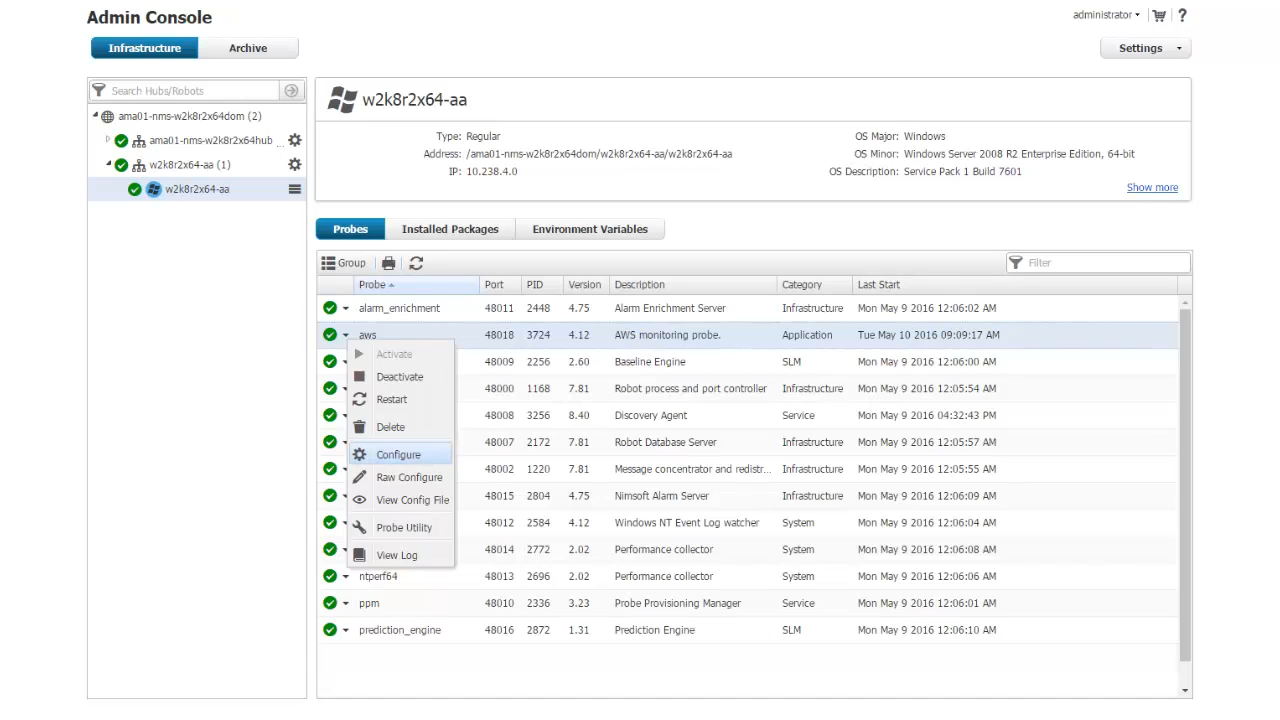 Admin Console
administrator
Infrastructure
Archive
Settings
Search Hubs/Robots
ama01-nms-w2k8r2x64dom (2)
ama01-nms-w2k8r2x64hub ...
w2k8r2x64-aa (1)
w2k8r2x64-aa
w2k8r2x64-aa
Type: Regular
Address: /ama01-nms-w2k8r2x64dom/w2k8r2x64-aa/w2k8r2x64-aa
IP: 10.238.4.0
OS Major: Windows
OS Minor: Windows Server 2008 R2 Enterprise Edition, 64-bit
OS Description: Service Pack 1 Build 7601
Show more
Probes Installed Packages Environment Variables
Group Filter
Probe Port PID Version Description Category Last Start
alarm_enrichment 48011 2448 4.75 Alarm Enrichment Server Infrastructure Mon May 9 2016 12:06:02 AM
aws 48018 3724 4.12 AWS monitoring probe. Application Tue May 10 2016 09:09:17 AM
48009 2256 2.60 Baseline Engine SLM Mon May 9 2016 12:06:00 AM
48000 1168 7.81 Robot process and port controller Infrastructure Mon May 9 2016 12:05:54 AM
48008 3256 8.40 Discovery Agent Service Mon May 9 2016 04:32:43 PM
48007 2172 7.81 Robot Database Server Infrastructure Mon May 9 2016 12:05:57 AM
48002 1220 7.81 Message concentrator and redistr... Infrastructure Mon May 9 2016 12:05:55 AM
48015 2804 4.75 Nimsoft Alarm Server Infrastructure Mon May 9 2016 12:06:09 AM
48012 2584 4.12 Windows NT Event Log watcher System Mon May 9 2016 12:06:04 AM
48014 2772 2.02 Performance collector System Mon May 9 2016 12:06:08 AM
ntperf64 48013 2696 2.02 Performance collector System Mon May 9 2016 12:06:06 AM
ppm 48010 2336 3.23 Probe Provisioning Manager Service Mon May 9 2016 12:06:01 AM
prediction_engine 48016 2872 1.31 Prediction Engine SLM Mon May 9 2016 12:06:10 AM
Activate
Deactivate
Restart
Delete
Configure
Raw Configure
View Config File
Probe Utility
View Log